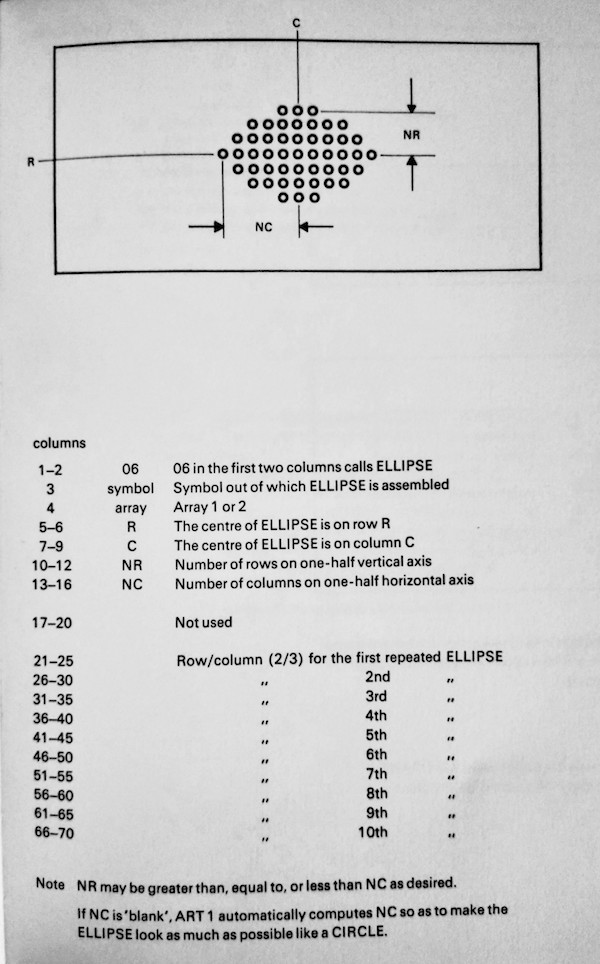 C
NR
R
NC
columns
1–2 06 06 in the first two columns calls ELLIPSE
3 symbol Symbol out of which ELLIPSE is assembled
4 array Array 1 or 2
5–6 R The centre of ELLIPSE is on row R
7–9 C The centre of ELLIPSE is on column C
10–12 NR Number of rows on one-half vertical axis
13–16 NC Number of columns on one-half horizontal axis
17–20 Not used
21–25 Row/column (2/3) for the first repeated ELLIPSE
26–30 ,, 2nd ,,
31–35 ,, 3rd ,,
36–40 ,, 4th ,,
41–45 ,, 5th ,,
46–50 ,, 6th ,,
51–55 ,, 7th ,,
56–60 ,, 8th ,,
61–65 ,, 9th ,,
66–70 ,, 10th ,,
Note NR may be greater than, equal to, or less than NC as desired.
If NC is 'blank', ART 1 automatically computes NC so as to make the
ELLIPSE look as much as possible like a CIRCLE.